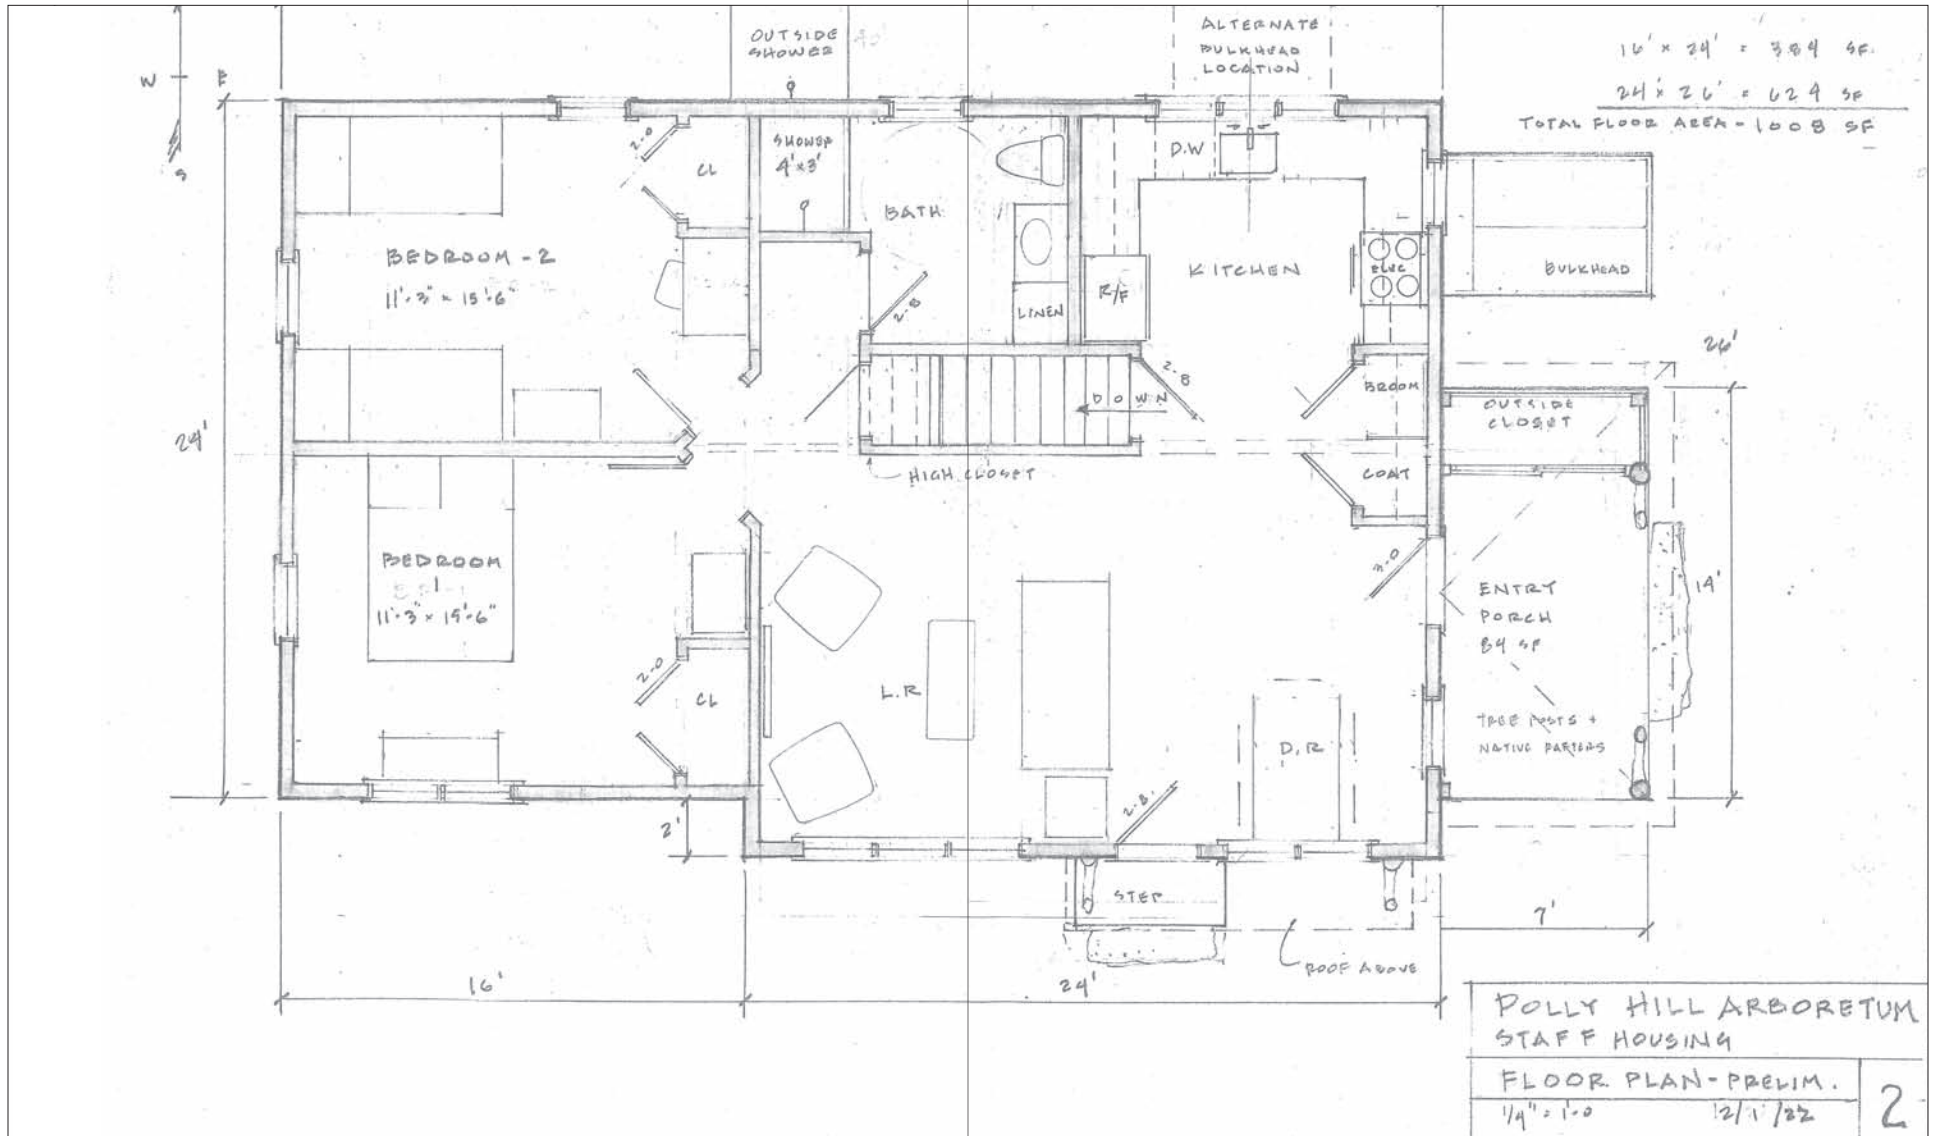 OUTSIDE
SHOWER
ALTERNATE
BULKHEAD
LOCATION
16' x 24' = 384 SF.
24' x 26' = 624 SF
TOTAL FLOOR AREA = 1008 SF
W
E
S
SHOWER
4'x3'
2-0
CL
BATH
D.W
BEDROOM-2
11'-3" x 15'-6"
KITCHEN
ELEC
BULKHEAD
R/F
LINEN
2-8
26'
2-8
BROOM
DOWN
OUTSIDE
CLOSET
24'
HIGH CLOSET
COAT
BEDROOM
1
11'-3" x 15'-6"
3-0
ENTRY
PORCH
84 SF
14'
2-0
CL
L.R
D.R
TREE POSTS +
NATIVE
2-8
2'
STEP
7'
ROOF ABOVE
16'
24'
POLLY HILL ARBORETUM
STAFF HOUSING
FLOOR PLAN-PRELIM.
1/4" = 1'-0
12/1/22
2